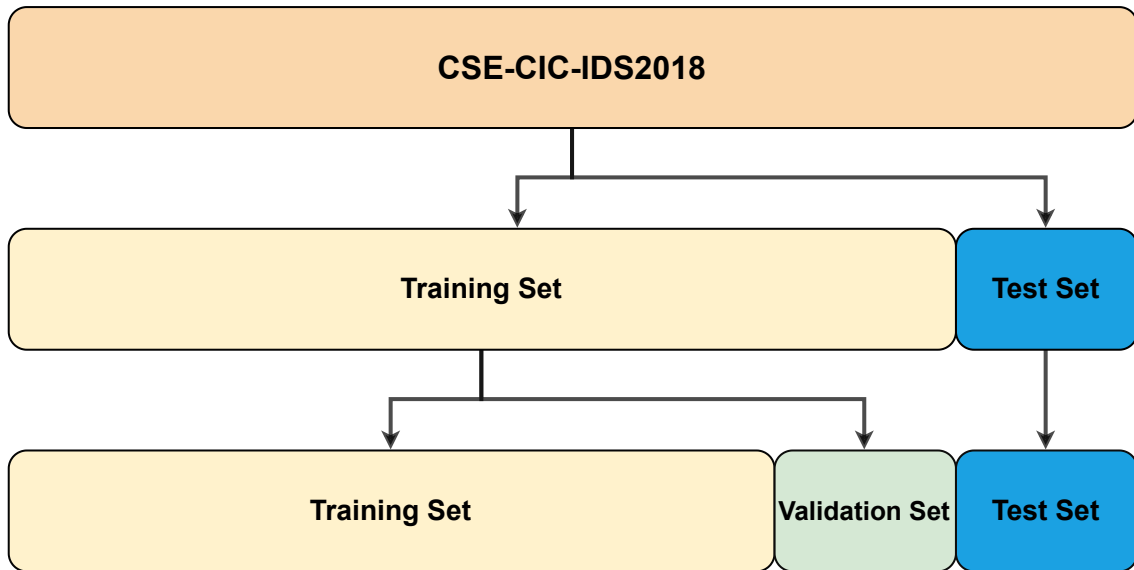 CSE-CIC-IDS2018
Training Set
Test Set
Training Set
Validation Set
Test Set